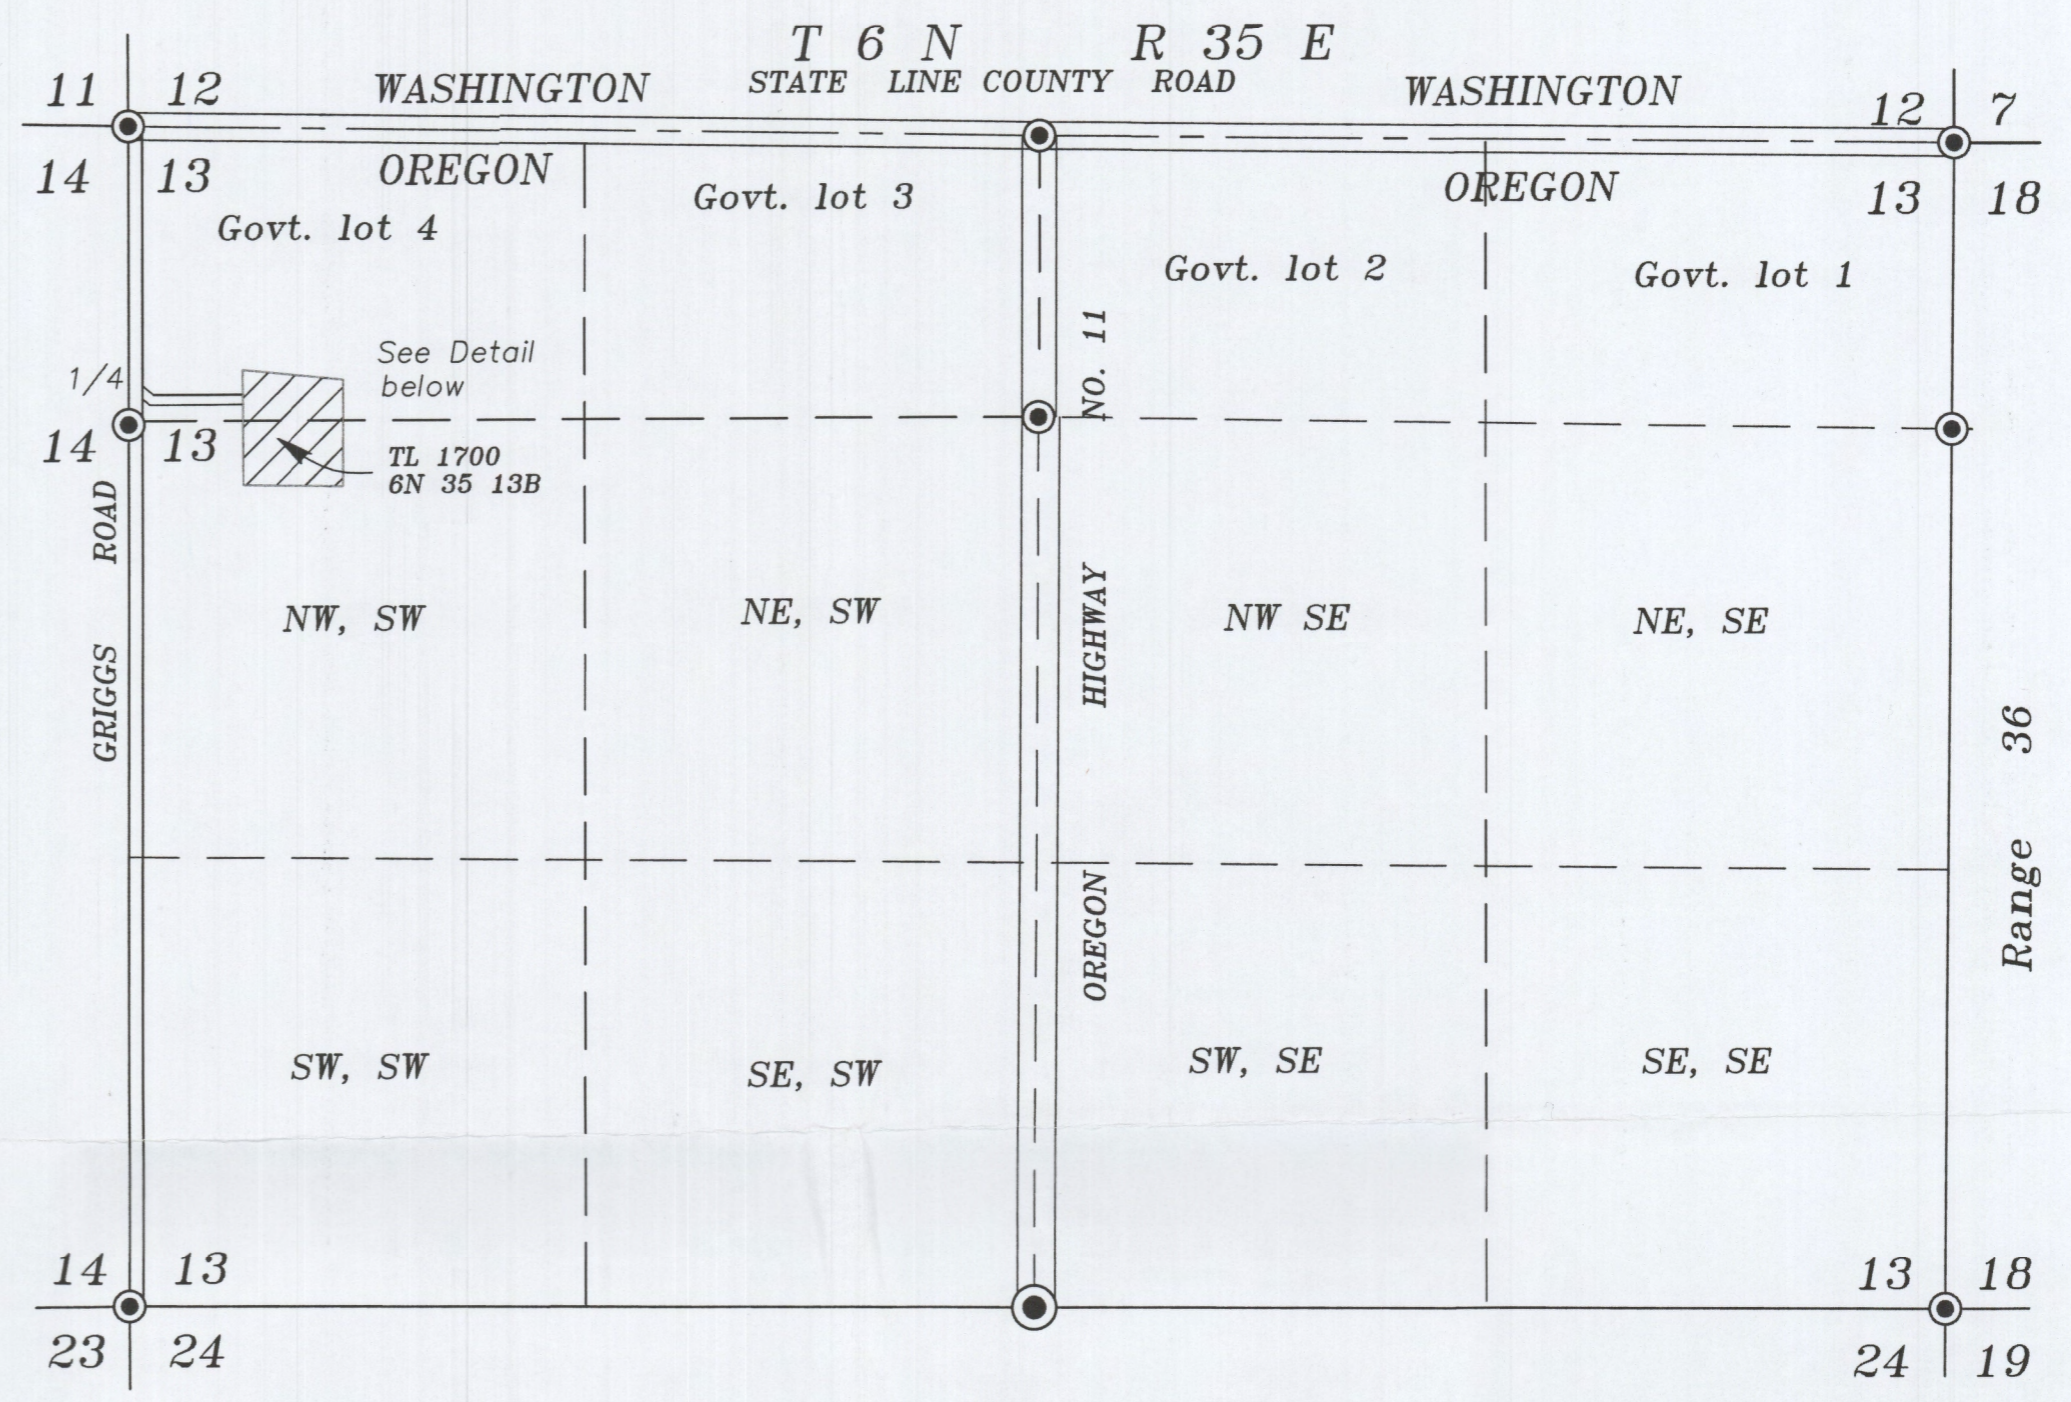 T 6 N R 35 E
WASHINGTON STATE LINE COUNTY ROAD WASHINGTON
11 12
12 7
14 13
OREGON
OREGON
13 18
Govt. lot 4
Govt. lot 3
Govt. lot 2
Govt. lot 1
1/4
See Detail
below
14 13
TL 1700
6N 35 13B
GRIGGS ROAD
OREGON HIGHWAY NO. 11
Range 36
NW, SW
NE, SW
NW SE
NE, SE
SW, SW
SE, SW
SW, SE
SE, SE
14 13
13 18
23 24
24 19